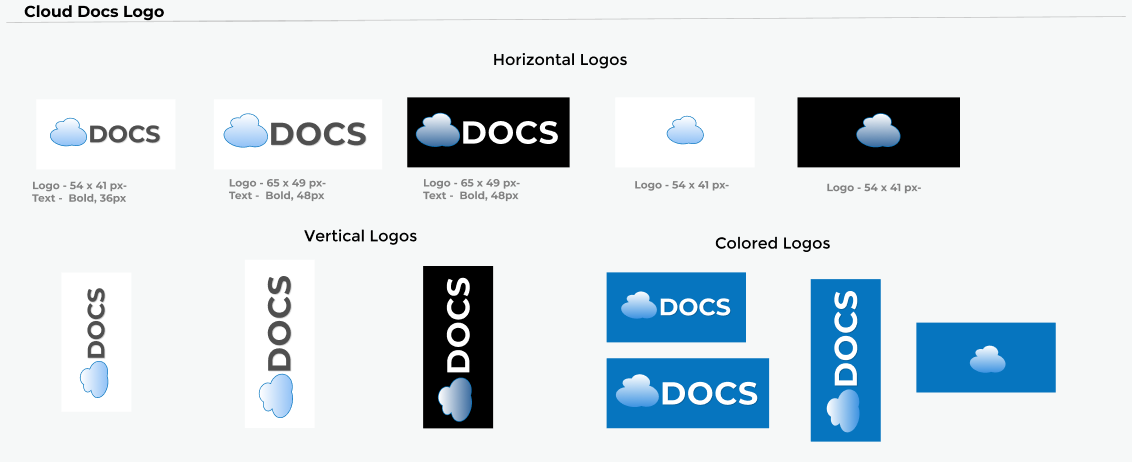 Cloud Docs Logo
Horizontal Logos
DOCS
DOCS
DOCS
Logo - 54 x 41 px-
Text -  Bold, 36px
Logo - 65 x 49 px-
Text -  Bold, 48px
Logo - 65 x 49 px-
Text -  Bold, 48px
Logo - 54 x 41 px-
Logo - 54 x 41 px-
Vertical Logos
DOCS
DOCS
DOCS
Colored Logos
DOCS
DOCS
DOCS